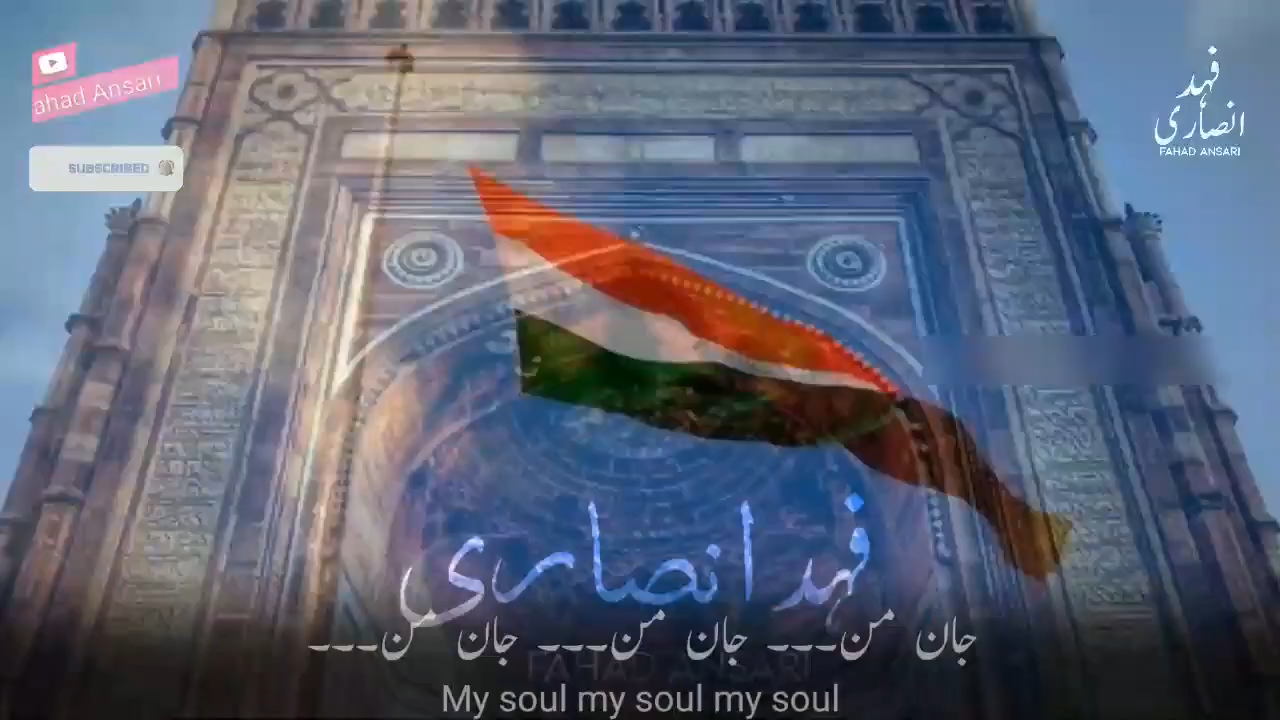 ahad Ansari
SUBSCRIBED
فہد
انصاری
FAHAD ANSARI
فہد انصاری
جان من۔۔۔ جان من۔۔۔ جان من۔۔۔
FAHAD ANSARI
My soul my soul my soul